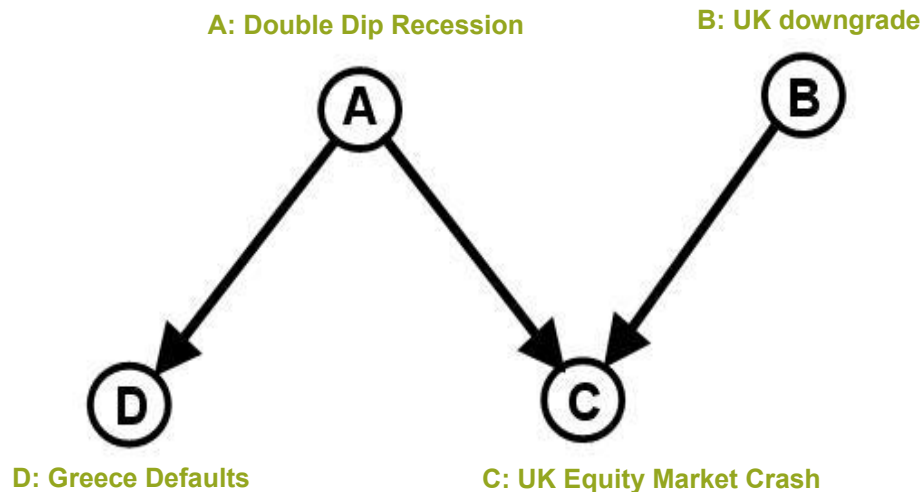 A: Double Dip Recession
B: UK downgrade
A
B
D
C
D: Greece Defaults
C: UK Equity Market Crash